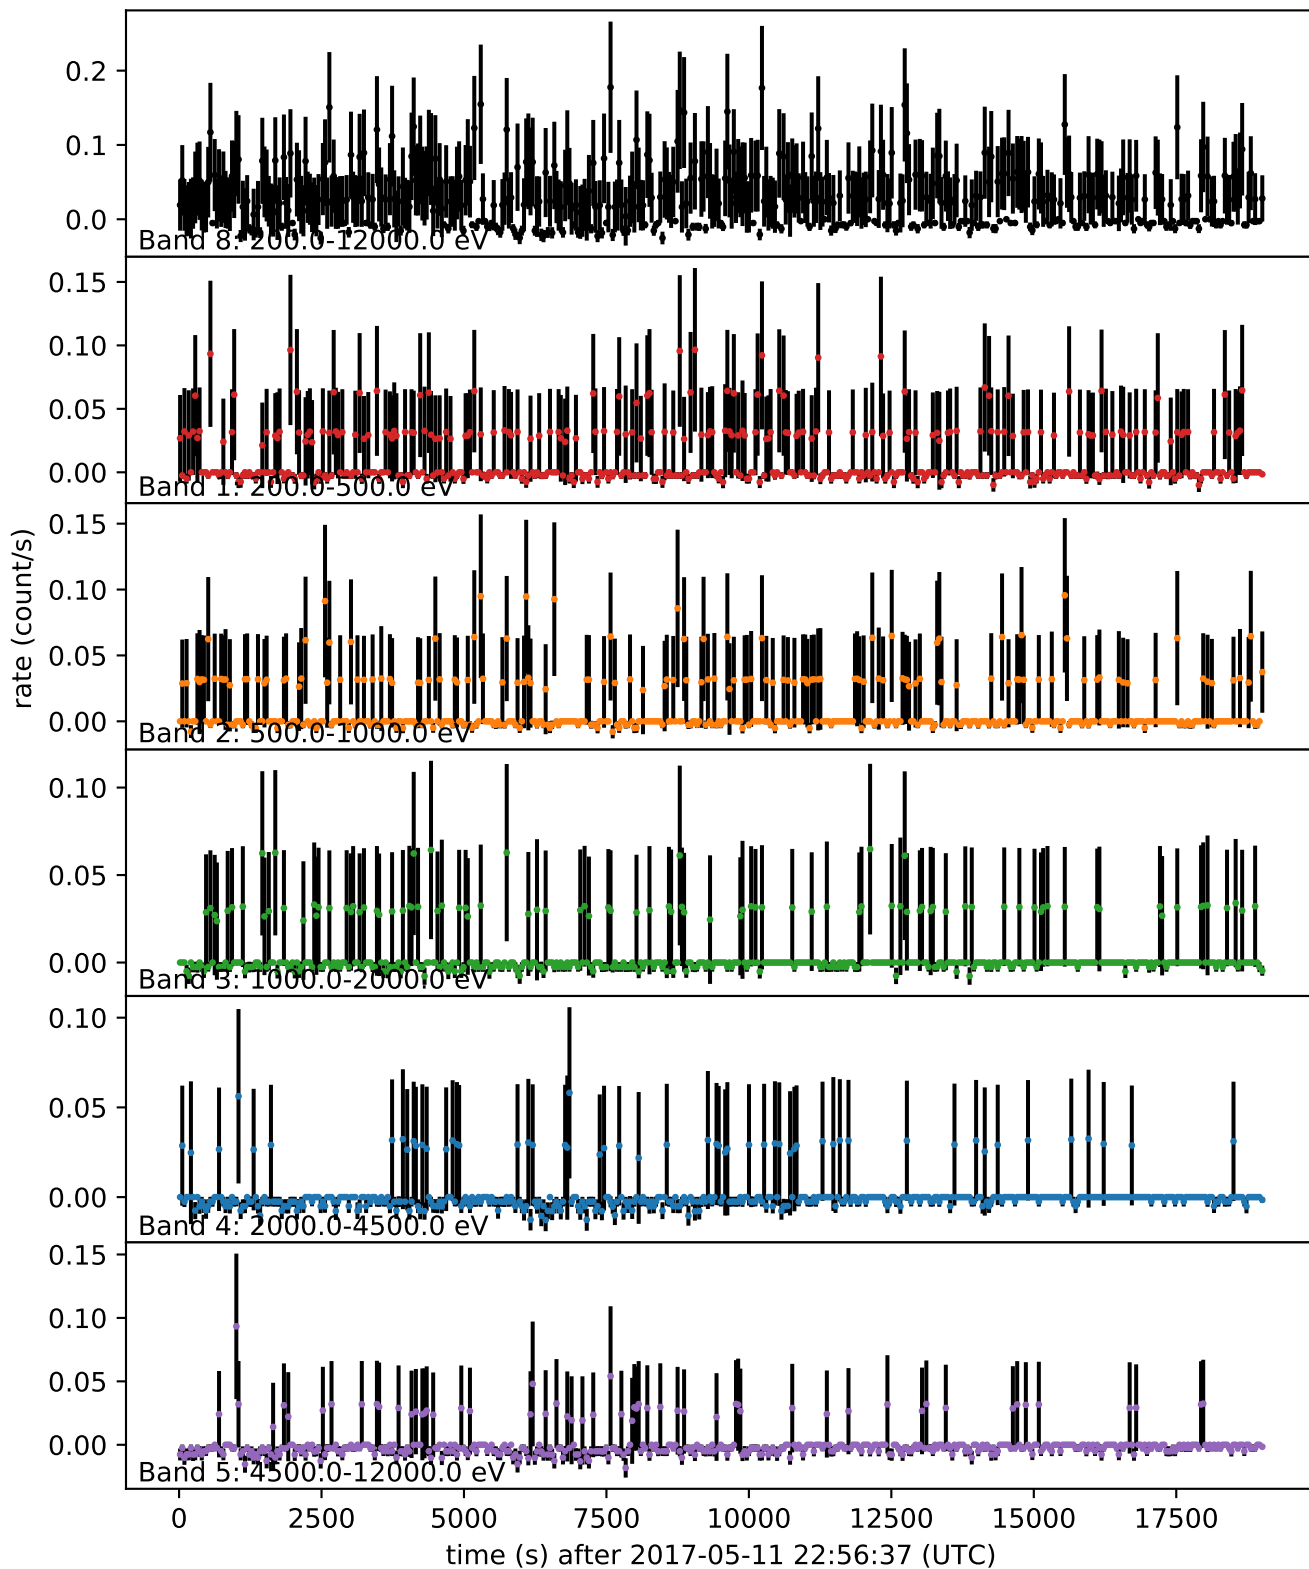 0.2
0.1
0.0
Band 8: 200.0-12000.0 eV
0.15
0.10
0.05
0.00
Band 1: 200.0-500.0 eV
rate (count/s)
0.15
0.10
0.05
0.00
Band 2: 500.0-1000.0 eV
0.10
0.05
0.00
Band 3: 1000.0-2000.0 eV
0.10
0.05
0.00
Band 4: 2000.0-4500.0 eV
0.15
0.10
0.05
0.00
Band 5: 4500.0-12000.0 eV
0 2500 5000 7500 10000 12500 15000 17500
time (s) after 2017-05-11 22:56:37 (UTC)